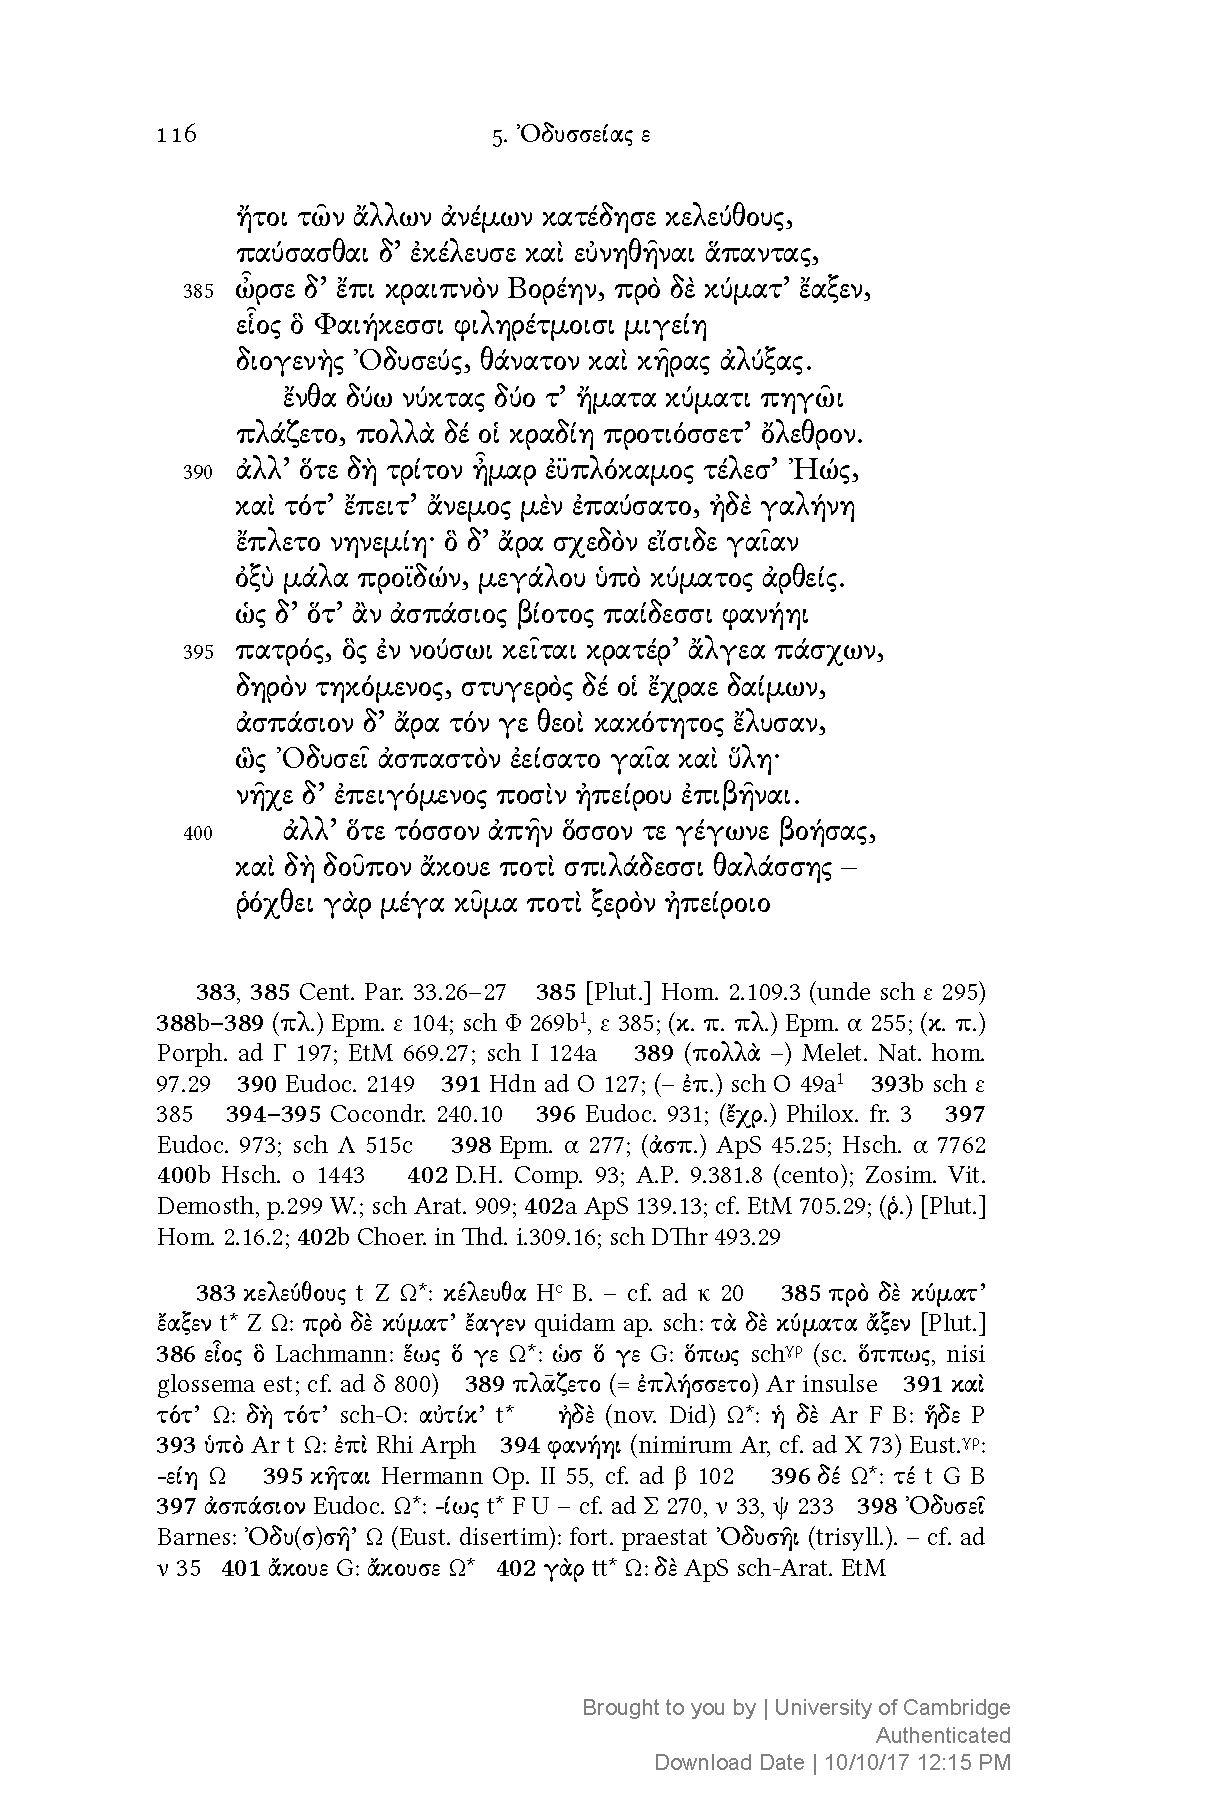 116 5. Ὀδυσσείας ε
ἤτοι τῶν ἄλλων ἀνέμων κατέδησε κελεύθους,
παύσασθαι δ’ ἐκέλευσε καὶ εὐνηθῆναι ἅπαντας,
385 ὦρσε δ’ ἔπι κραιπνὸν Βορέην, πρὸ δὲ κύματ’ ἔαξεν,
εἷος ὃ Φαιήκεσσι φιληρέτμοισι μιγείη
διογενὴς Ὀδυσεύς, θάνατον καὶ κῆρας ἀλύξας.
ἔνθα δύω νύκτας δύο τ’ ἤματα κύματι πηγῶι
πλάζετο, πολλὰ δέ οἱ κραδίη προτιόσσετ’ ὄλεθρον.
390 ἀλλ’ ὅτε δὴ τρίτον ἦμαρ ἐϋπλόκαμος τέλεσ’ Ἠώς,
καὶ τότ’ ἔπειτ’ ἄνεμος μὲν ἐπαύσατο, ἠδὲ γαλήνη
ἔπλετο νηνεμίη· ὃ δ’ ἄρα σχεδὸν εἴσιδε γαῖαν
ὀξὺ μάλα προϊδών, μεγάλου ὑπὸ κύματος ἀρθείς.
ὡς δ’ ὅτ’ ἂν ἀσπάσιος βίοτος παίδεσσι φανήηι
395 πατρός, ὃς ἐν νούσωι κεῖται κρατέρ’ ἄλγεα πάσχων,
δηρὸν τηκόμενος, στυγερὸς δέ οἱ ἔχραε δαίμων,
ἀσπάσιον δ’ ἄρα τόν γε θεοὶ κακότητος ἔλυσαν,
ὣς Ὀδυσεῖ ἀσπαστὸν ἐείσατο γαῖα καὶ ὕλη·
νῆχε δ’ ἐπειγόμενος ποσὶν ἠπείρου ἐπιβῆναι.
400 ἀλλ’ ὅτε τόσσον ἀπῆν ὅσσον τε γέγωνε βοήσας,
καὶ δὴ δοῦπον ἄκουε ποτὶ σπιλάδεσσι θαλάσσης –
ῥόχθει γὰρ μέγα κῦμα ποτὶ ξερὸν ἠπείροιο
383, 385 Cent. Par. 33.26–27 385 [Plut.] Hom. 2.109.3 (unde sch ε 295)
388b–389 (πλ.) Epm. ε 104; sch Φ 269b¹, ε 385; (κ. π. πλ.) Epm. α 255; (κ. π.)
Porph. ad Γ 197; EtM 669.27; sch Ι 124a 389 (πολλὰ –) Melet. Nat. hom.
97.29 390 Eudoc. 2149 391 Hdn ad Ο 127; (– ἐπ.) sch Ο 49a¹ 393b sch ε
385 394–395 Cocondr. 240.10 396 Eudoc. 931; (ἔχρ.) Philox. fr. 3 397
Eudoc. 973; sch Λ 515c 398 Epm. α 277; (ἀσπ.) ApS 45.25; Hsch. α 7762
400b Hsch. ο 1443 402 D.H. Comp. 93; A.P. 9.381.8 (cento); Zosim. Vit.
Demosth, p.299 W.; sch Arat. 909; 402a ApS 139.13; cf. EtM 705.29; (ῥ.) [Plut.]
Hom. 2.16.2; 402b Choer. in Thd. i.309.16; sch DThr 493.29
383 κελεύθους t Z Ω*: κέλευθα Hᶜ B. – cf. ad κ 20 385 πρὸ δὲ κύματ’
ἔαξεν t* Z Ω: πρὸ δὲ κύματ’ ἔαγεν quidam ap. sch: τὰ δὲ κύματα ἄξεν [Plut.]
386 εἷος ὃ Lachmann: ἕως ὅ γε Ω*: ὡσ ὅ γε G: ὅπως schᵞᵖ (sc. ὅππως, nisi
glossema est; cf. ad δ 800) 389 πλᾱ́ζετο (= ἐπλήσσετο) Ar insulse 391 καὶ
τότ’ Ω: δὴ τότ’ sch-O: αὐτίκ’ t* ἠδὲ (nov. Did) Ω*: ἡ δὲ Ar F B: ἥδε P
393 ὑπὸ Ar t Ω: ἐπὶ Rhi Arph 394 φανήηι (nimirum Ar, cf. ad Χ 73) Eust.ᵞᵖ:
-είη Ω 395 κῆται Hermann Op. II 55, cf. ad β 102 396 δέ Ω*: τέ t G B
397 ἀσπάσιον Eudoc. Ω*: -ίως t* F U – cf. ad Σ 270, ν 33, ψ 233 398 Ὀδυσεῖ
Barnes: Ὀδυ(σ)σῆ’ Ω (Eust. disertim): fort. praestat Ὀδυσῆι (trisyll.). – cf. ad
ν 35 401 ἄκουε G: ἄκουσε Ω* 402 γὰρ tt* Ω: δὲ ApS sch-Arat. EtM
Brought to you by | University of Cambridge
Authenticated
Download Date | 10/10/17 12:15 PM